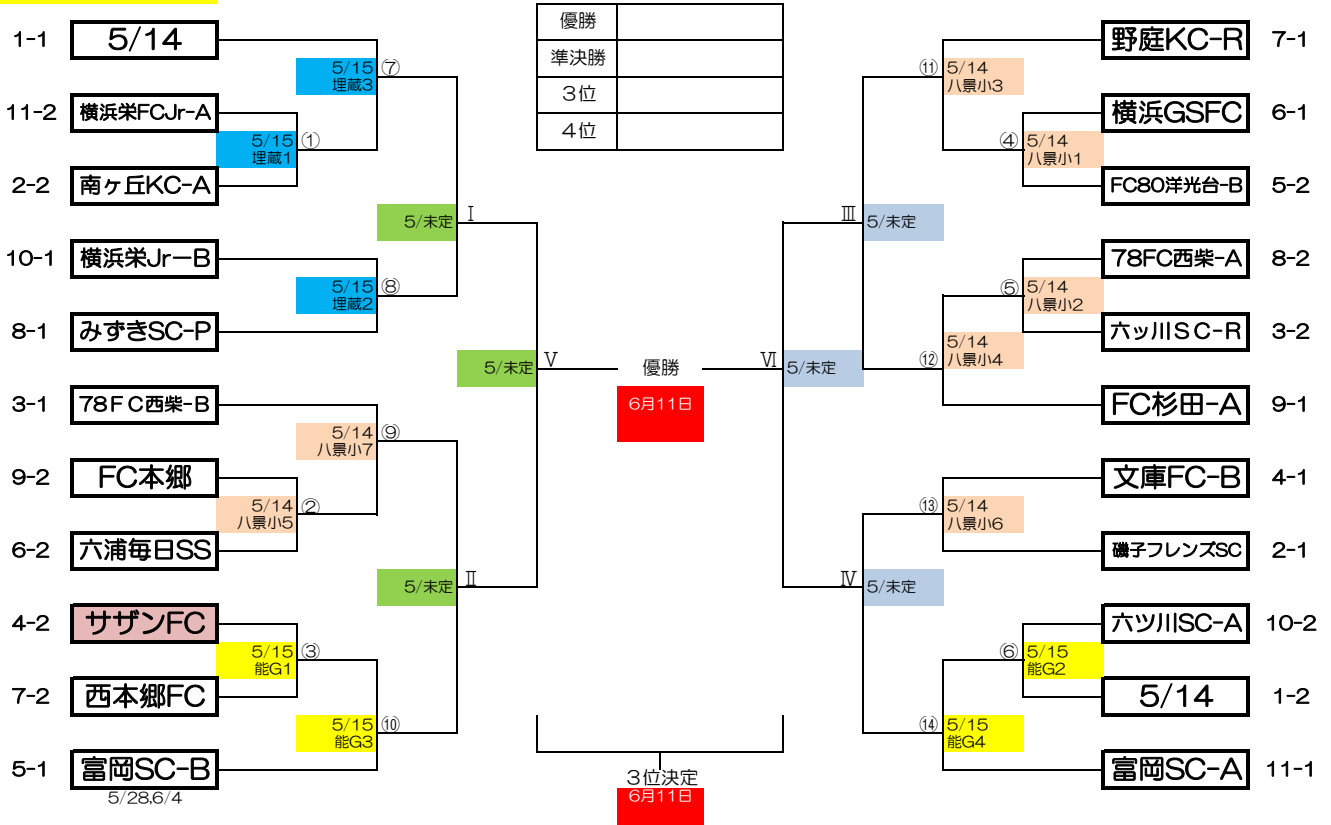 優勝
準決勝
3位
4位
1-1 5/14
5/15 ⑦
埋蔵3
11-2 横浜栄FCJr-A
5/15 ①
埋蔵1
2-2 南ヶ丘KC-A
5/未定 Ⅰ
10-1 横浜栄Jr－B
5/15 ⑧
埋蔵2
8-1 みずきSC-P
5/未定 Ⅴ
3-1 78ＦＣ西柴-B
5/14 ⑨
八景小7
9-2 FC本郷
5/14 ②
八景小5
6-2 六浦毎日SS
5/未定 Ⅱ
4-2 サザンFC
5/15 ③
能G1
7-2 西本郷FC
5/15 ⑩
能G3
5-1 富岡SC-B
5/28,6/4
優勝
6月11日
3位決定
6月11日
野庭KC-R 7-1
⑪ 5/14
八景小3
横浜GSFC 6-1
④ 5/14
八景小1
FC80洋光台-B 5-2
Ⅲ 5/未定
78FC西柴-A 8-2
⑤ 5/14
八景小2
六ッ川ＳＣ-R 3-2
⑫ 5/14
八景小4
Ⅵ 5/未定
FC杉田-A 9-1
文庫FC-B 4-1
⑬ 5/14
八景小6
磯子フレンズSC 2-1
Ⅳ 5/未定
六ツ川SC-A 10-2
⑥ 5/15
能G2
5/14 1-2
⑭ 5/15
能G4
富岡SC-A 11-1